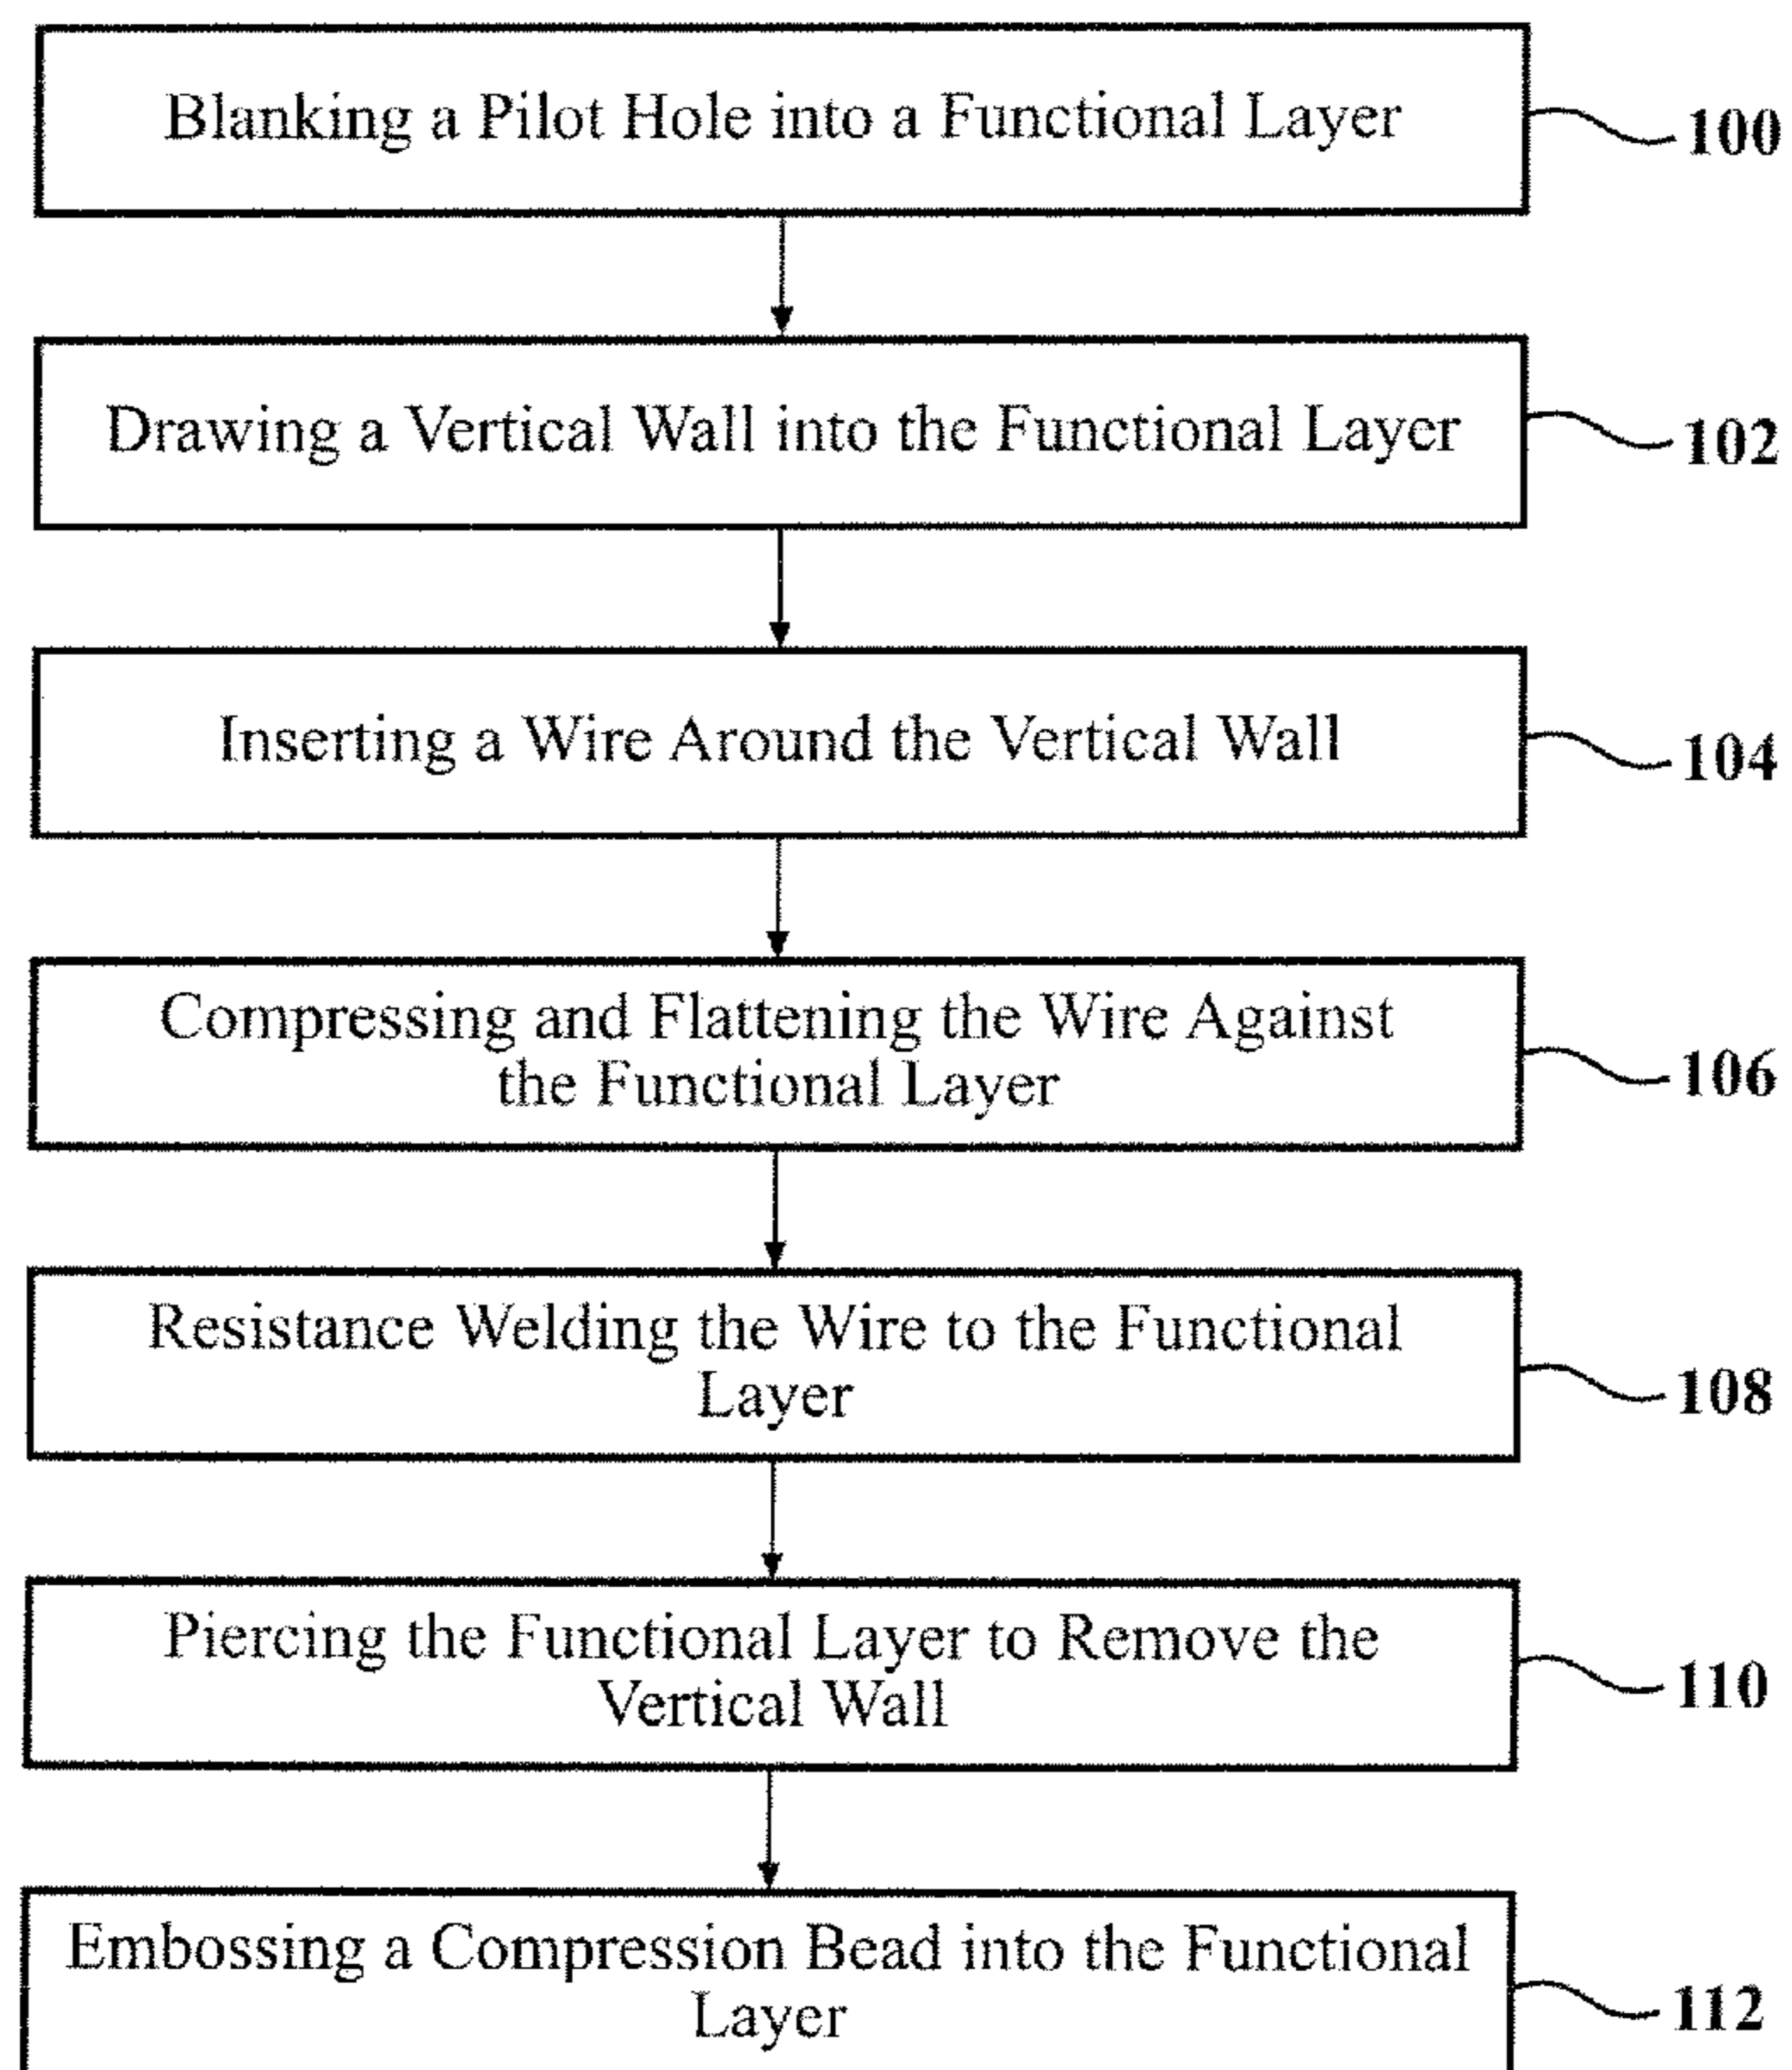 Blanking a Pilot Hole into a Functional Layer
100
Drawing a Vertical Wall into the Functional Layer
102
Inserting a Wire Around the Vertical Wall
104
Compressing and Flattening the Wire Against
the Functional Layer
106
Resistance Welding the Wire to the Functional
Layer
108
Piercing the Functional Layer to Remove the
Vertical Wall
110
Embossing a Compression Bead into the Functional
Layer
112